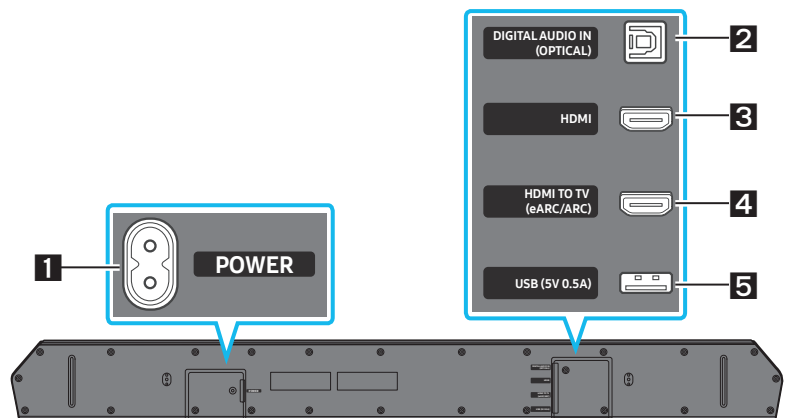 DIGITAL AUDIO IN
(OPTICAL)
2
HDMI
3
HDMI TO TV
(eARC/ARC)
4
1
POWER
USB (5V 0.5A)
5